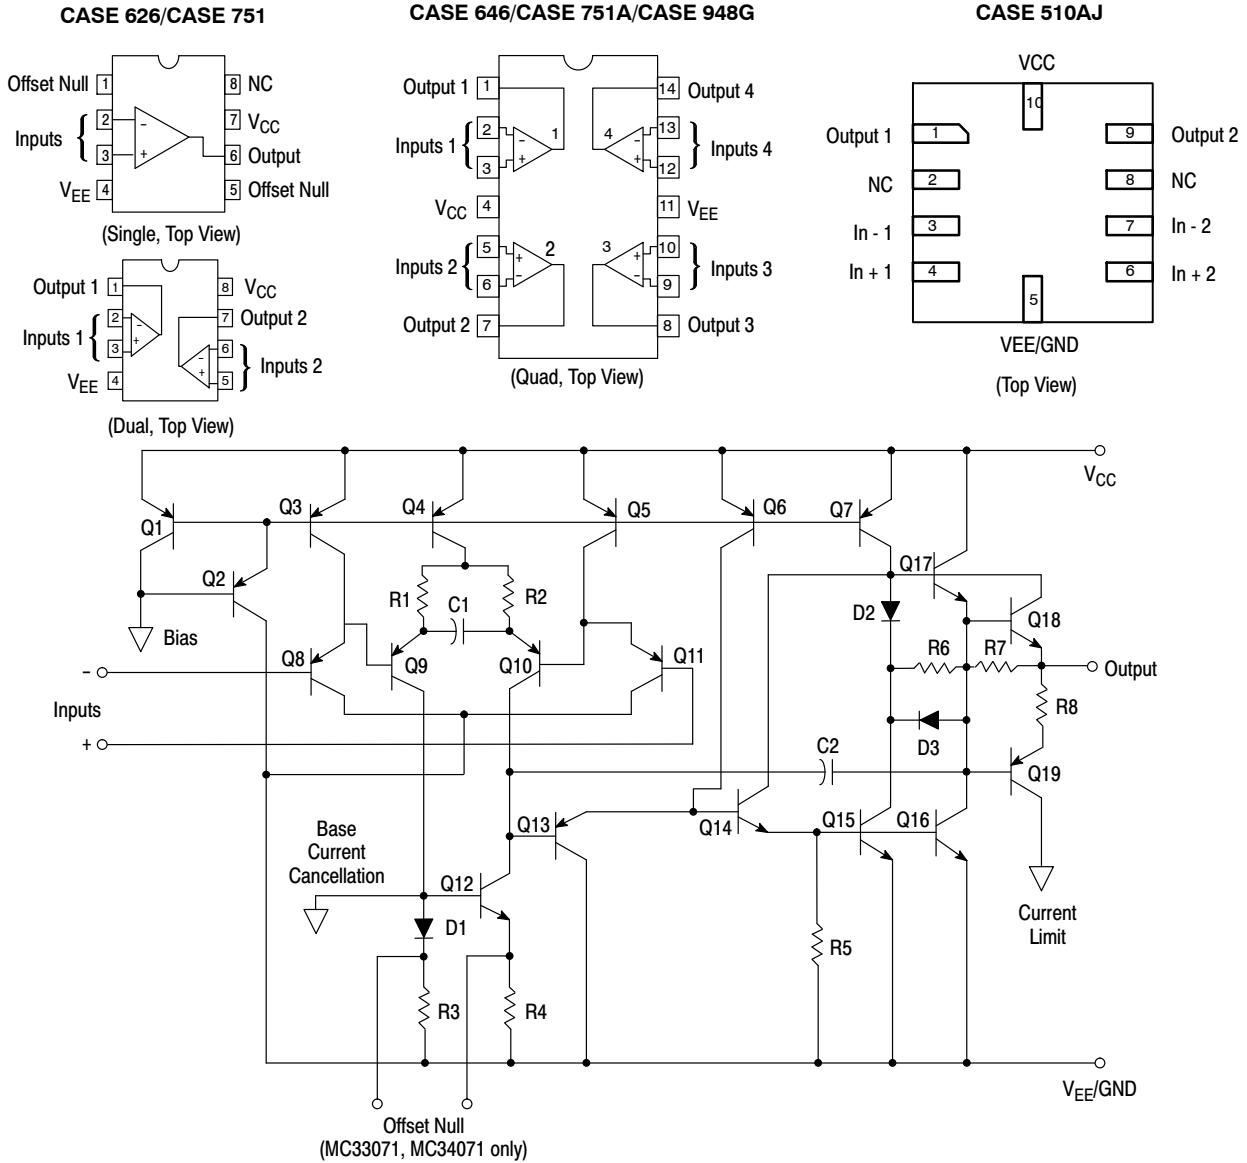 CASE 626/CASE 751
CASE 646/CASE 751A/CASE 948G
CASE 510AJ
Offset Null 1
8 NC
2
Inputs
7 VCC
3
6 Output
VEE 4
5 Offset Null
-
+
(Single, Top View)
Output 1 1
8 VCC
2
7 Output 2
Inputs 1
3
6
Inputs 2
VEE 4
5
-
+
-
+
(Dual, Top View)
Output 1 1
14 Output 4
2
13
Inputs 1
1
4
Inputs 4
3
12
-
+
-
+
VCC 4
11 VEE
5
10
Inputs 2
2
3
Inputs 3
6
9
+
-
+
-
Output 2 7
8 Output 3
(Quad, Top View)
VCC
10
Output 1 1
9 Output 2
NC 2
8 NC
In - 1 3
7 In - 2
In + 1 4
6 In + 2
5
VEE/GND
(Top View)
VCC
Q1
Q3
Q4
Q5
Q6
Q7
Q2
Q17
Bias
R1
C1
R2
D2
Q18
Q8
Q9
Q10
Q11
R6
R7
Output
-
Inputs
+
R8
D3
C2
Q19
Base
Current
Cancellation
Q13
Q14
Q15
Q16
Q12
D1
Current
Limit
R5
R3
R4
VEE/GND
Offset Null
(MC33071, MC34071 only)